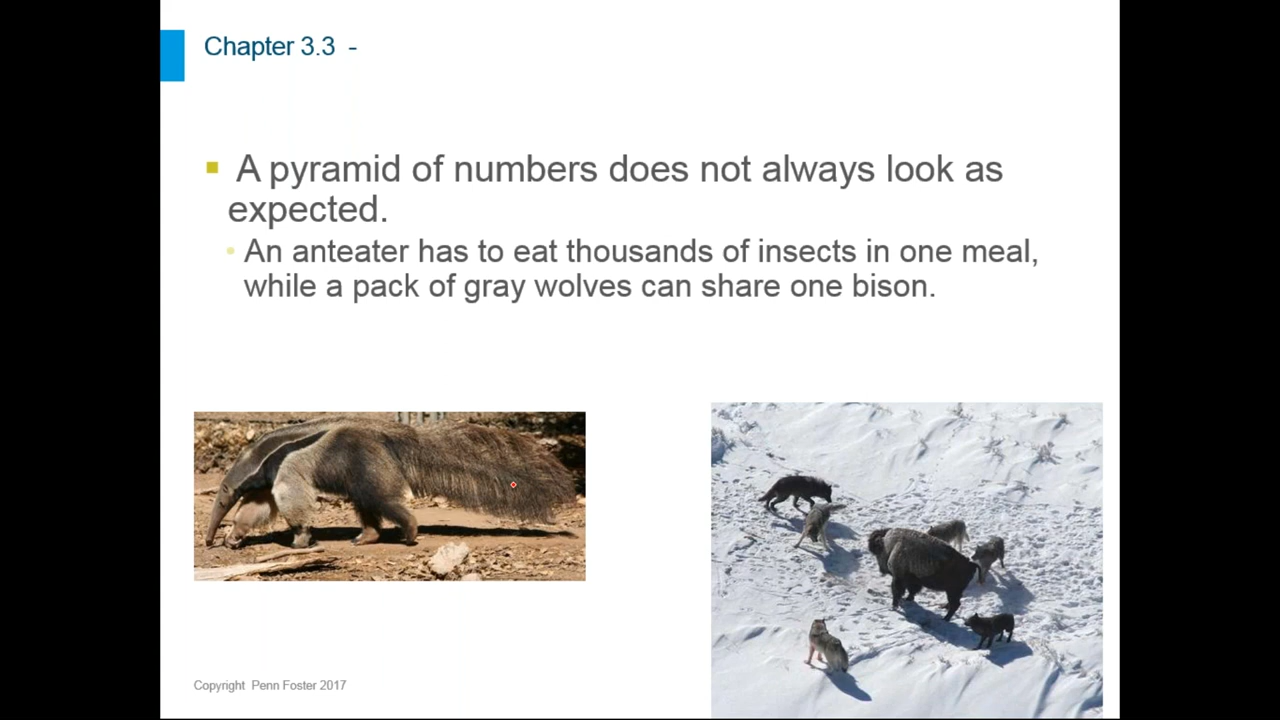 Chapter 3.3 -
A pyramid of numbers does not always look as
expected.
An anteater has to eat thousands of insects in one meal,
while a pack of gray wolves can share one bison.
Copyright Penn Foster 2017